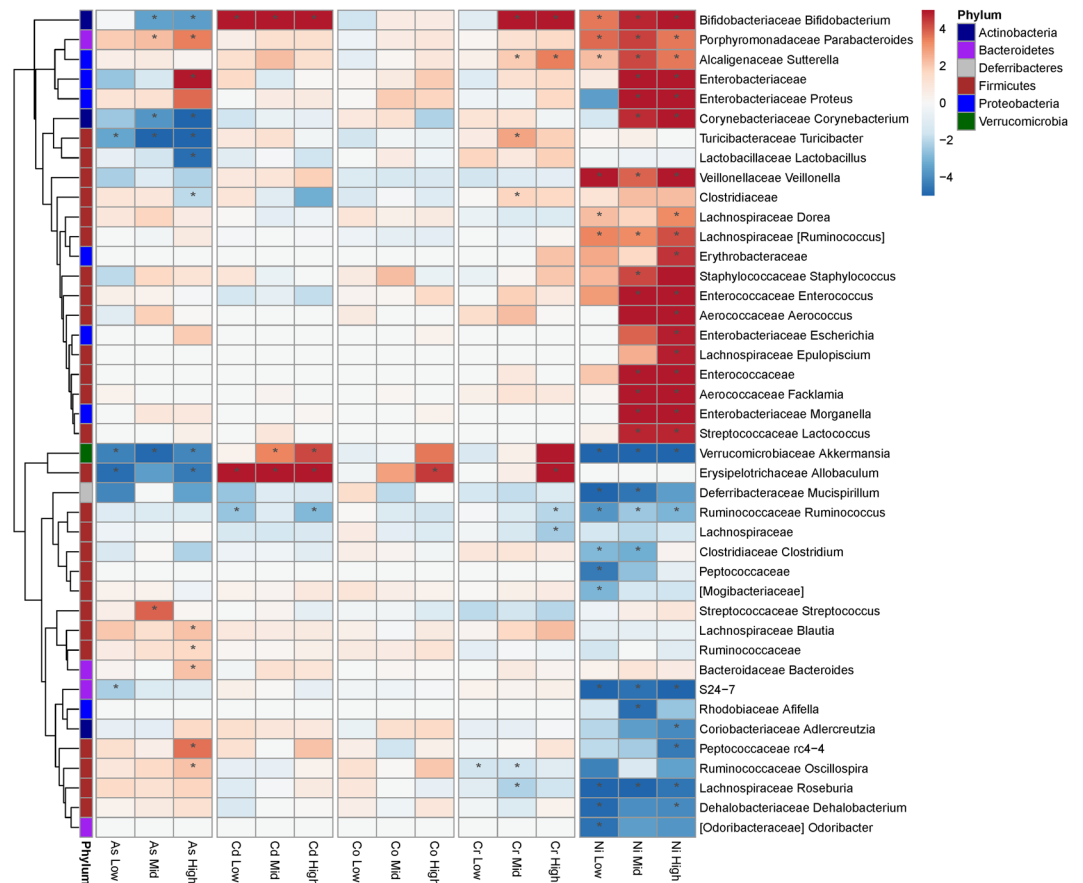 Bifidobacteriaceae Bifidobacterium
Porphyromonadaceae Parabacteroides
Alcaligenaceae Sutterella
Enterobacteriaceae
Enterobacteriaceae Proteus
Corynebacteriaceae Corynebacterium
Turicibacteraceae Turicibacter
Lactobacillaceae Lactobacillus
Veillonellaceae Veillonella
Clostridiaceae
Lachnospiraceae Dorea
Lachnospiraceae [Ruminococcus]
Erythrobacteraceae
Staphylococcaceae Staphylococcus
Enterococcaceae Enterococcus
Aerococcaceae Aerococcus
Enterobacteriaceae Escherichia
Lachnospiraceae Epulopiscium
Enterococcaceae
Aerococcaceae Facklamia
Enterobacteriaceae Morganella
Streptococcaceae Lactococcus
Verrucomicrobiaceae Akkermansia
Erysipelotrichaceae Allobaculum
Deferribacteraceae Mucispirillum
Ruminococcaceae Ruminococcus
Lachnospiraceae
Clostridiaceae Clostridium
Peptococcaceae
[Mogibacteriaceae]
Streptococcaceae Streptococcus
Lachnospiraceae Blautia
Ruminococcaceae
Bacteroidaceae Bacteroides
S24−7
Rhodobiaceae Afifella
Coriobacteriaceae Adlercreutzia
Peptococcaceae rc4−4
Ruminococcaceae Oscillospira
Lachnospiraceae Roseburia
Dehalobacteriaceae Dehalobacterium
[Odoribacteraceae] Odoribacter
4
2
0
−2
−4
Phylum
Actinobacteria
Bacteroidetes
Deferribacteres
Firmicutes
Proteobacteria
Verrucomicrobia
Phylum
As Low
As Mid
As High
Cd Low
Cd Mid
Cd High
Co Low
Co Mid
Co High
Cr Low
Cr Mid
Cr High
Ni Low
Ni Mid
Ni High